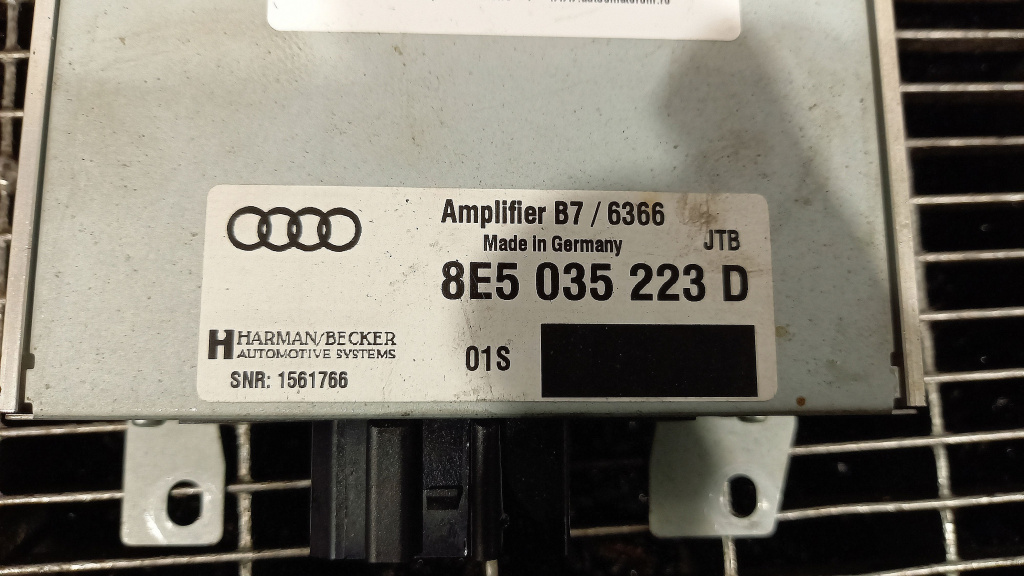 Amplifier B7 / 6366
Made in Germany
JTB
8E5 035 223 D
HARMAN/BECKER
AUTOMOTIVE SYSTEMS
01S
SNR: 1561766